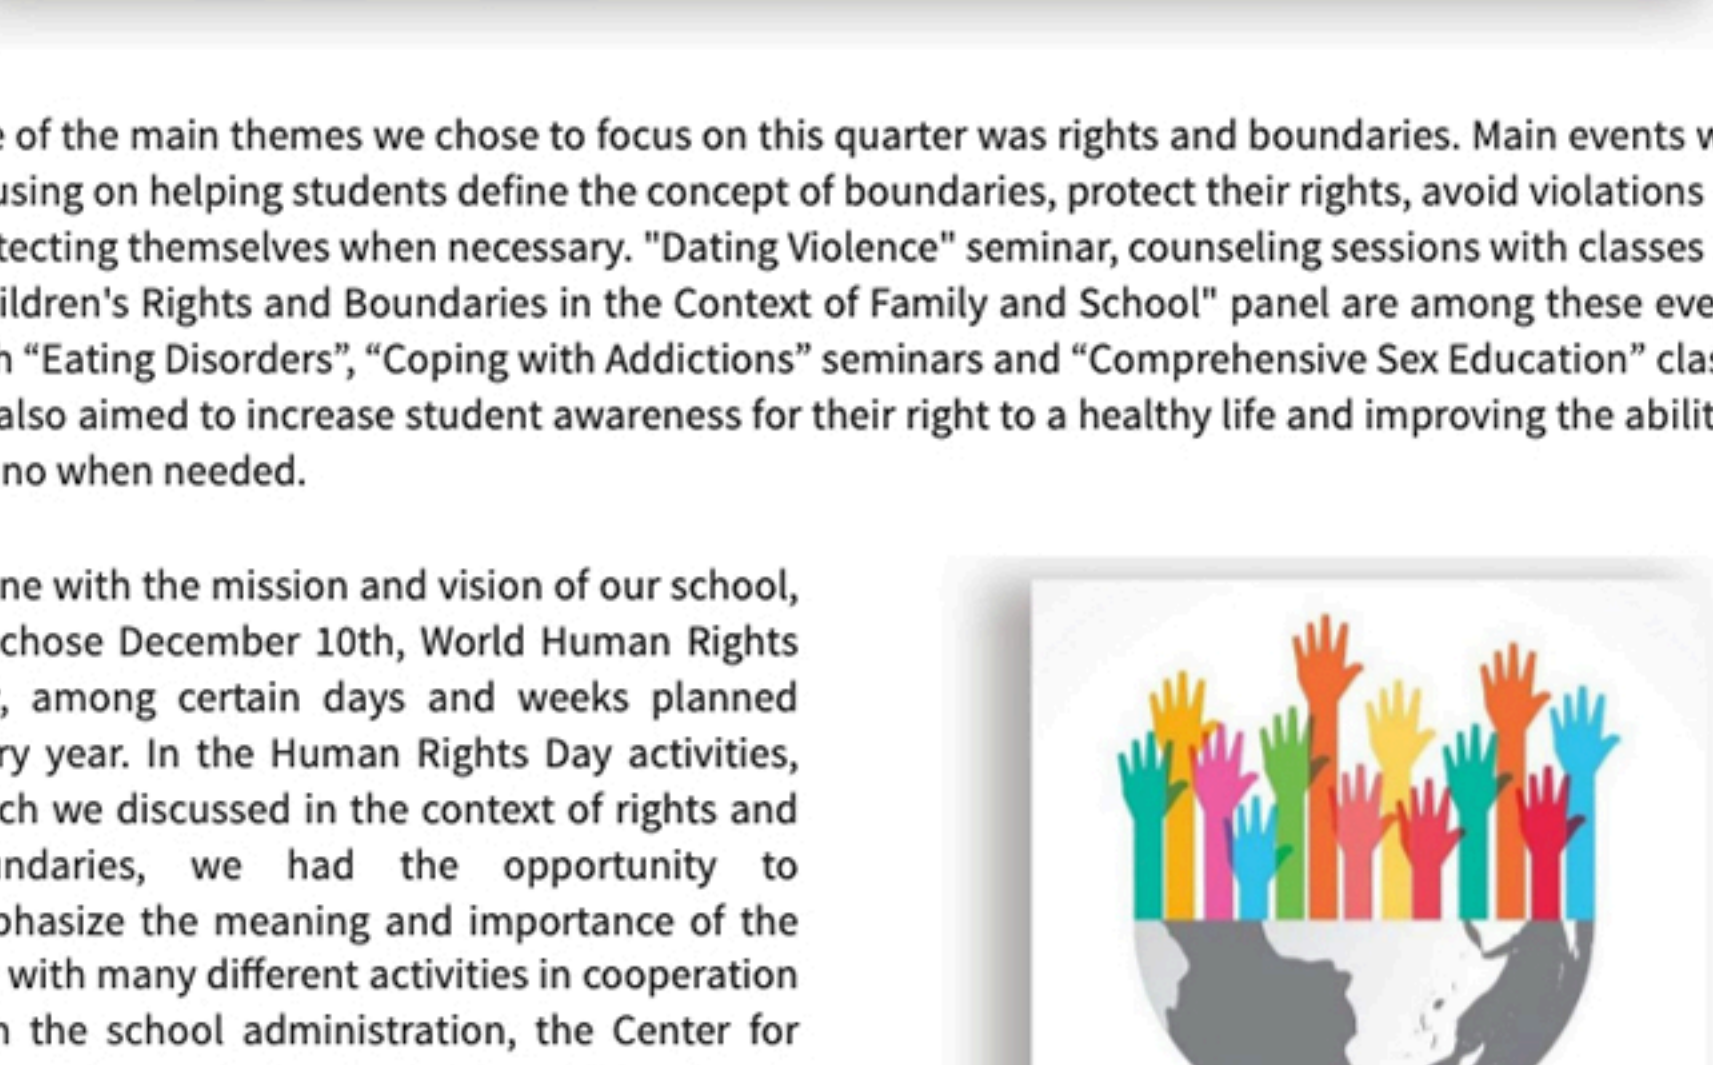 e of the main themes we chose to focus on this quarter was rights and boundaries. Main events w
using on helping students define the concept of boundaries, protect their rights, avoid violations
tecting themselves when necessary. "Dating Violence" seminar, counseling sessions with classes
ildren's Rights and Boundaries in the Context of Family and School" panel are among these eve
h “Eating Disorders”, “Coping with Addictions” seminars and “Comprehensive Sex Education” clas
also aimed to increase student awareness for their right to a healthy life and improving the abilit
no when needed.
ne with the mission and vision of our school,
chose December 10th, World Human Rights
, among certain days and weeks planned
ry year. In the Human Rights Day activities,
ch we discussed in the context of rights and
ndaries, we had the opportunity to
phasize the meaning and importance of the
with many different activities in cooperation
h the school administration, the Center for